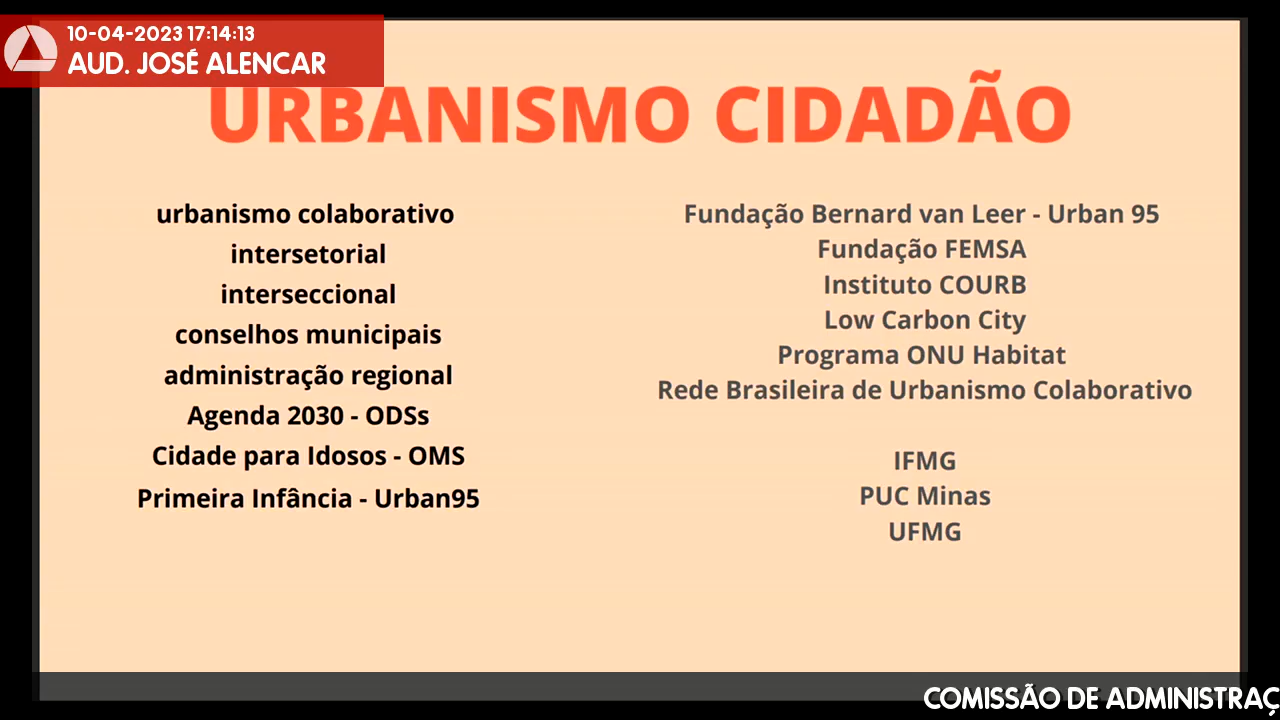 10-04-2023 17:14:13
AUD. JOSÉ ALENCAR
URBANISMO CIDADÃO
urbanismo colaborativo
intersetorial
interseccional
conselhos municipais
administração regional
Agenda 2030 - ODSs
Cidade para Idosos - OMS
Primeira Infância - Urban95
Fundação Bernard van Leer - Urban 95
Fundação FEMSA
Instituto COURB
Low Carbon City
Programa ONU Habitat
Rede Brasileira de Urbanismo Colaborativo
IFMG
PUC Minas
UFMG
COMISSÃO DE ADMINISTRAÇ